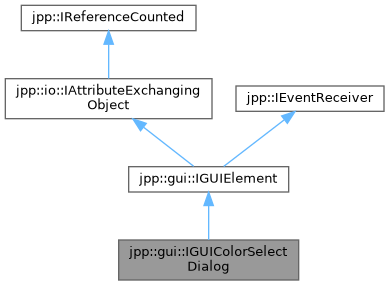 jpp::IReferenceCounted
jpp::io::IAttributeExchanging
Object
jpp::IEventReceiver
jpp::gui::IGUIElement
jpp::gui::IGUIColorSelect
Dialog